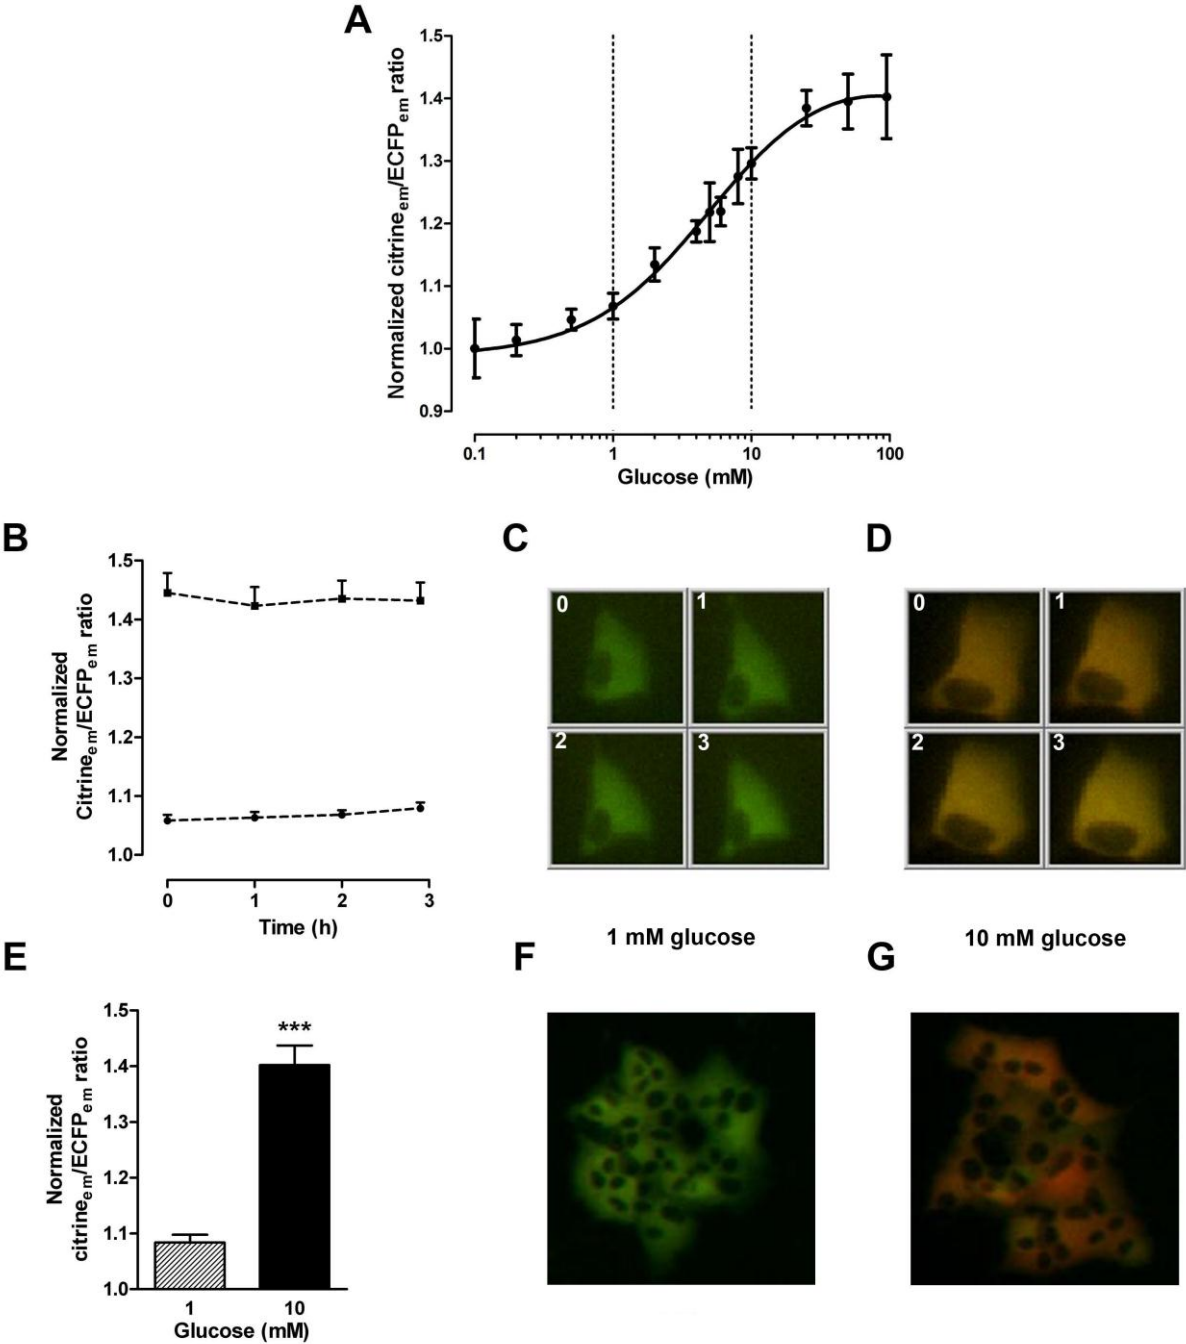 A
Normalized citrineem/ECFPem ratio
1.5
1.4
1.3
1.2
1.1
1.0
0.9
0.1 1 10 100
Glucose (mM)
B
Normalized
Citrineem/ECFPem ratio
1.5
1.4
1.3
1.2
1.1
1.0
0 1 2 3
Time (h)
C
0 1
2 3
D
0 1
2 3
1 mM glucose
10 mM glucose
E
Normalized
citrineem/ECFPem ratio
1.5
1.4
1.3
1.2
1.1
1.0
***
1 10
Glucose (mM)
F
G